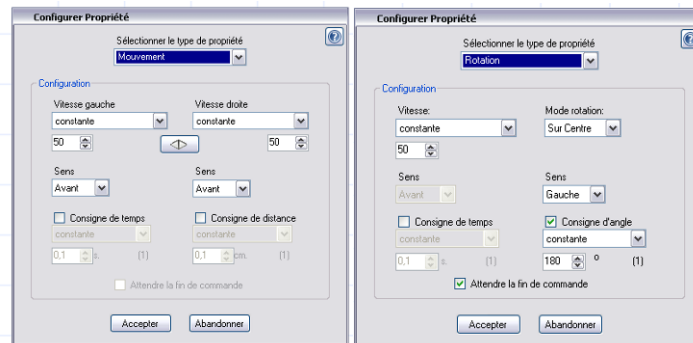 Configurer Propriété
Sélectionner le type de propriété
Mouvement
Configuration
Vitesse gauche Vitesse droite
constante constante
50 50
Sens Sens
Avant Avant
Consigne de temps Consigne de distance
constante constante
0,1 s. (1) 0,1 cm. (1)
Attendre la fin de commande
Accepter Abandonner
Configurer Propriété
Sélectionner le type de propriété
Rotation
Configuration
Vitesse: Mode rotation:
constante Sur Centre
50
Sens Sens
Avant Gauche
Consigne de temps Consigne d'angle
constante constante
0,1 s. (1) 180 º (1)
Attendre la fin de commande
Accepter Abandonner